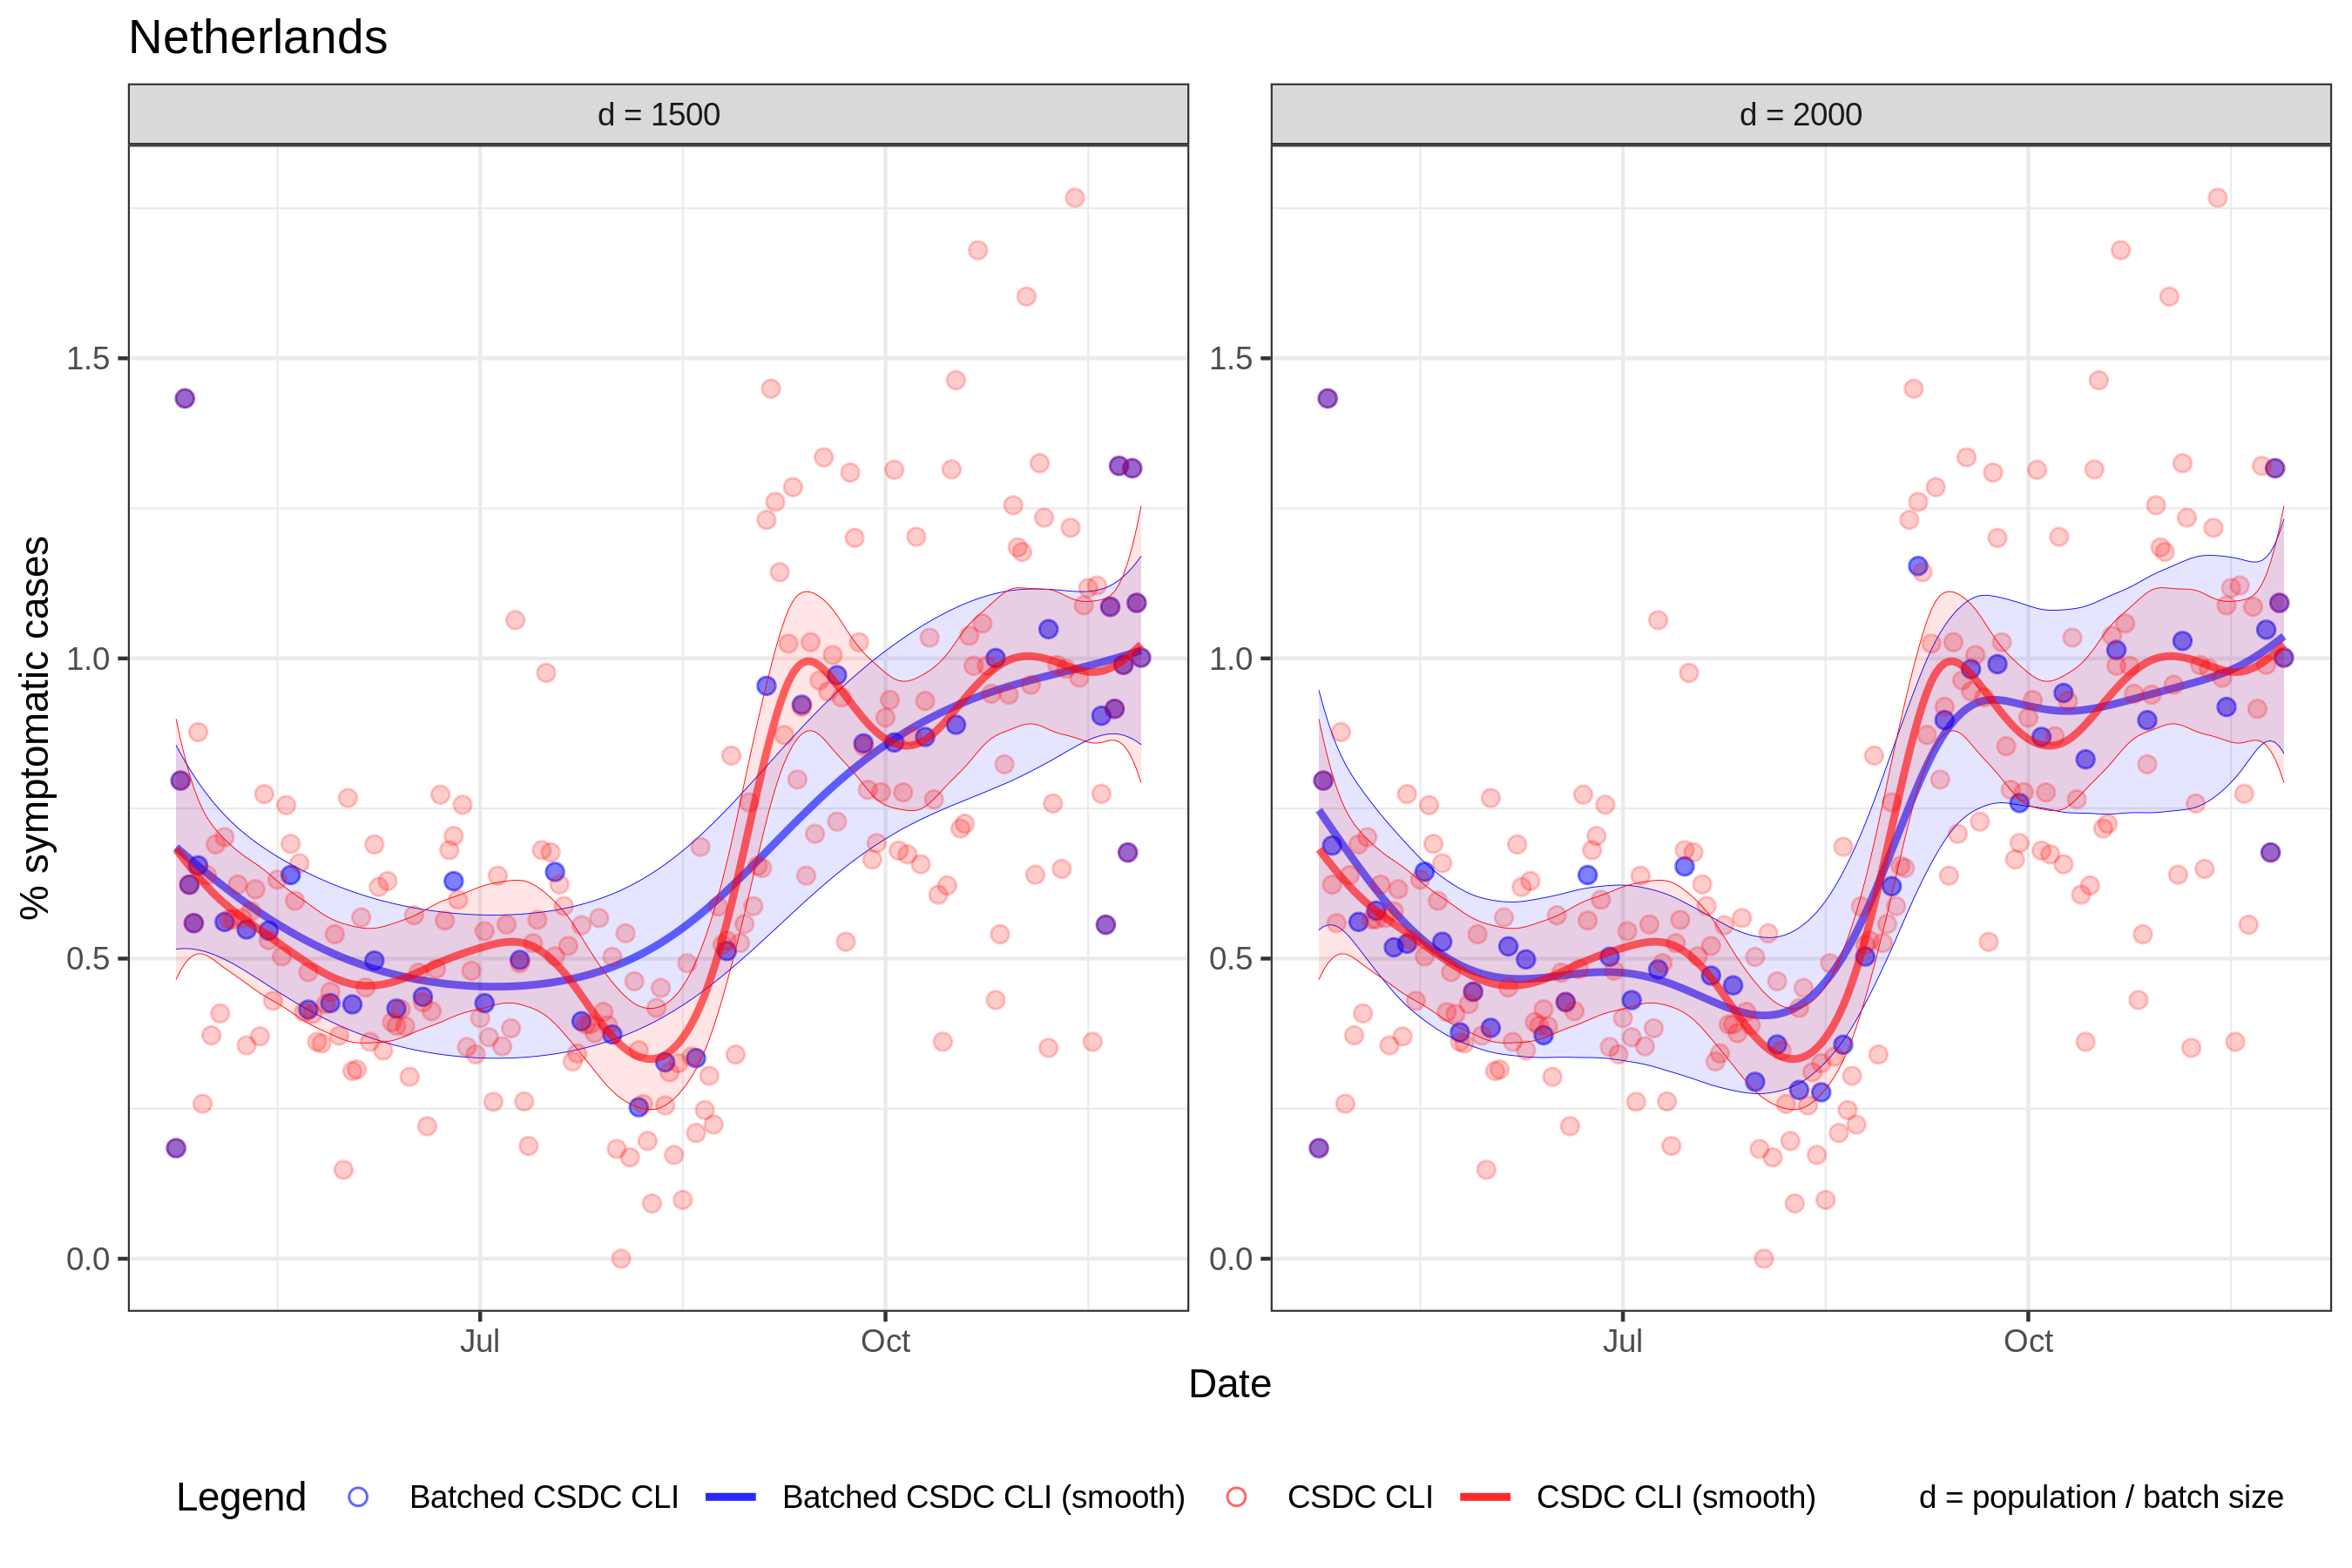 Netherlands
d = 1500
d = 2000
% symptomatic cases
1.5
1.0
0.5
0.0
1.5
1.0
0.5
0.0
Jul
Oct
Jul
Oct
Date
Legend
Batched CSDC CLI
Batched CSDC CLI (smooth)
CSDC CLI
CSDC CLI (smooth)
d = population / batch size